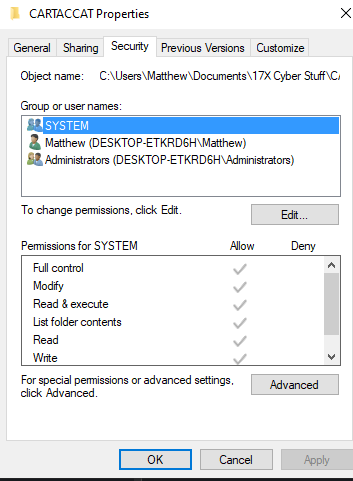 CARTACCAT Properties
General Sharing Security Previous Versions Customize
Object name: C:\Users\Matthew\Documents\17X Cyber Stuff\C/
Group or user names:
SYSTEM
Matthew (DESKTOP-ETKRD6H\Matthew)
Administrators (DESKTOP-ETKRD6H\Administrators)
To change permissions, click Edit.
Edit...
Permissions for SYSTEM Allow Deny
Full control
Modify
Read & execute
List folder contents
Read
Write
For special permissions or advanced settings,
click Advanced.
Advanced
OK Cancel Apply